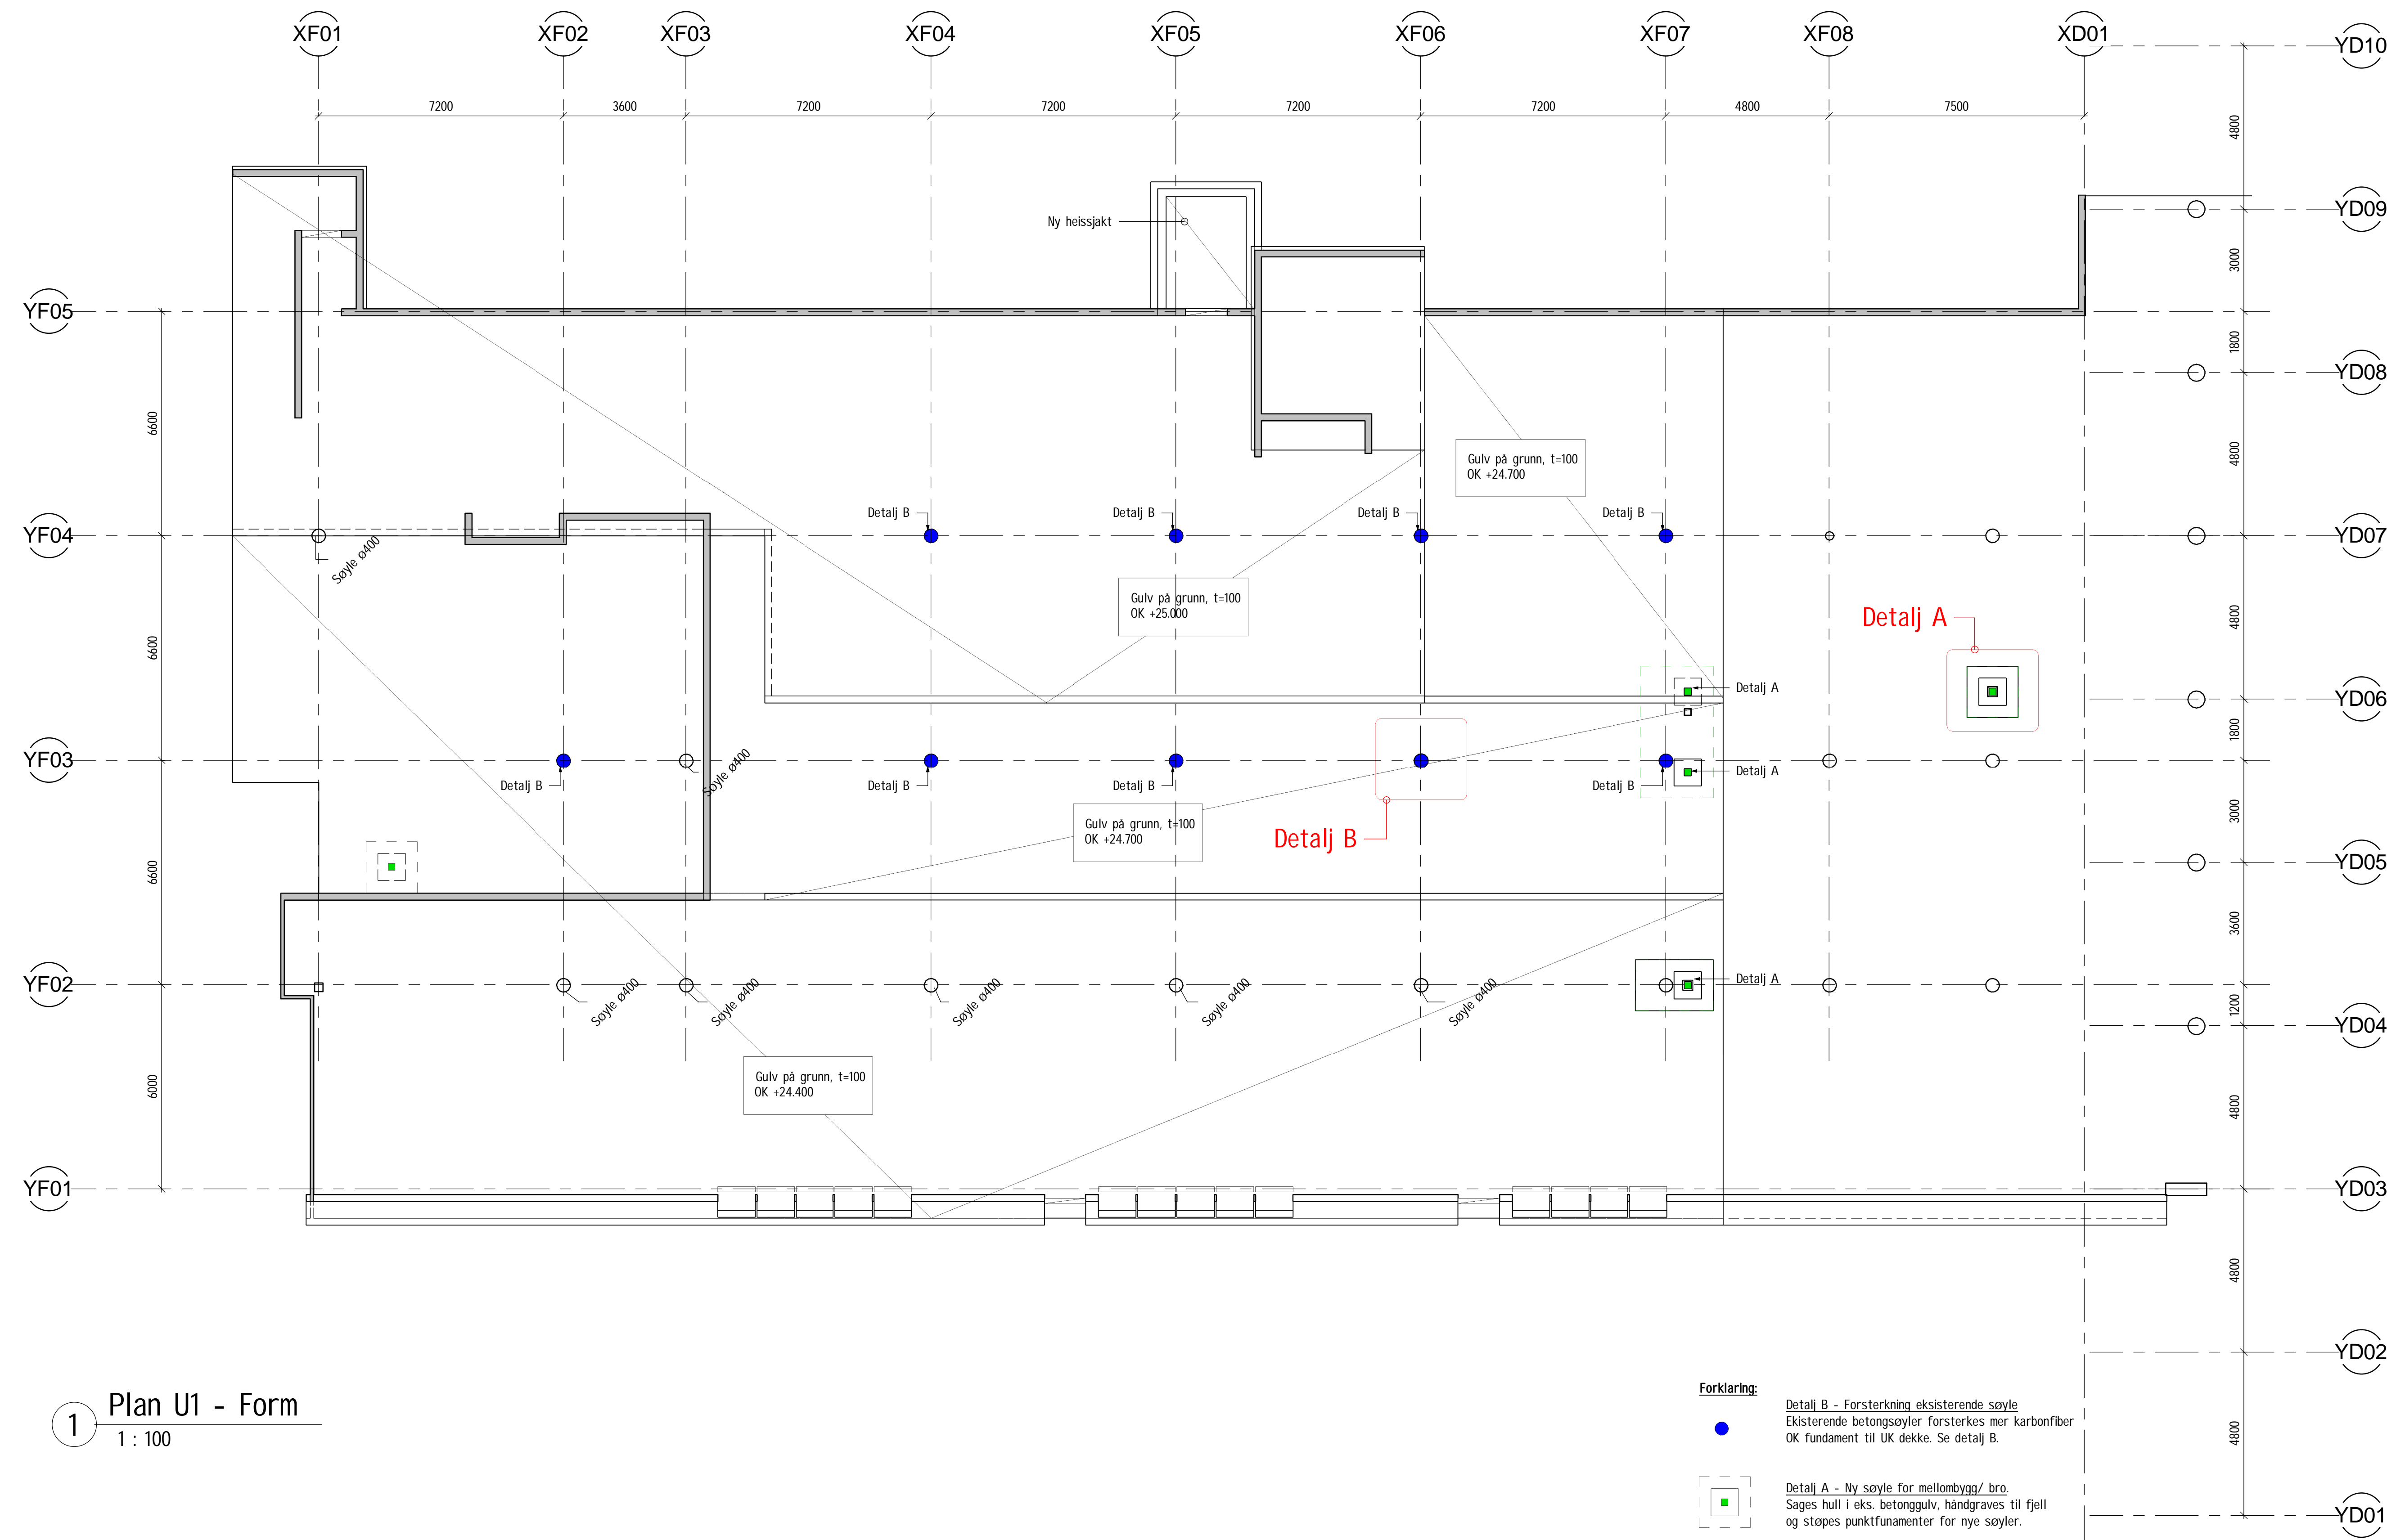 XF01 XF02 XF03 XF04 XF05 XF06 XF07 XF08 XD01
YD10
7200 3600 7200 7200 7200 7200 4800 7500
4800
YD09
Ny heissjakt
3000
YF05
1800
YD08
6600
4800
Gulv på grunn, t=100
OK +24.700
Detalj B Detalj B Detalj B Detalj B
YF04
YD07
Søyle ø400
Gulv på grunn, t=100
OK +25.000
Detalj A
6600
4800
Detalj A
YD06
1800
YF03
Søyle ø400
Detalj B Detalj B Detalj B Detalj B
Detalj A
Gulv på grunn, t=100
OK +24.700
Detalj B
3000
6600
YD05
3600
Detalj A
YF02
Søyle ø400 Søyle ø400 Søyle ø400 Søyle ø400 Søyle ø400
1200
YD04
Gulv på grunn, t=100
OK +24.400
6000
4800
YF01
YD03
4800
YD02
4800
YD01
1
Plan U1 - Form
1 : 100
Forklaring:
Detalj B - Forsterkning eksisterende søyle
Ekisterende betongsøyler forsterkes mer karbonfiber
OK fundament til UK dekke. Se detalj B.
Detalj A - Ny søyle for mellombygg/ bro.
Sages hull i eks. betonggulv, håndgraves til fjell
og støpes punktfunamenter for nye søyler.